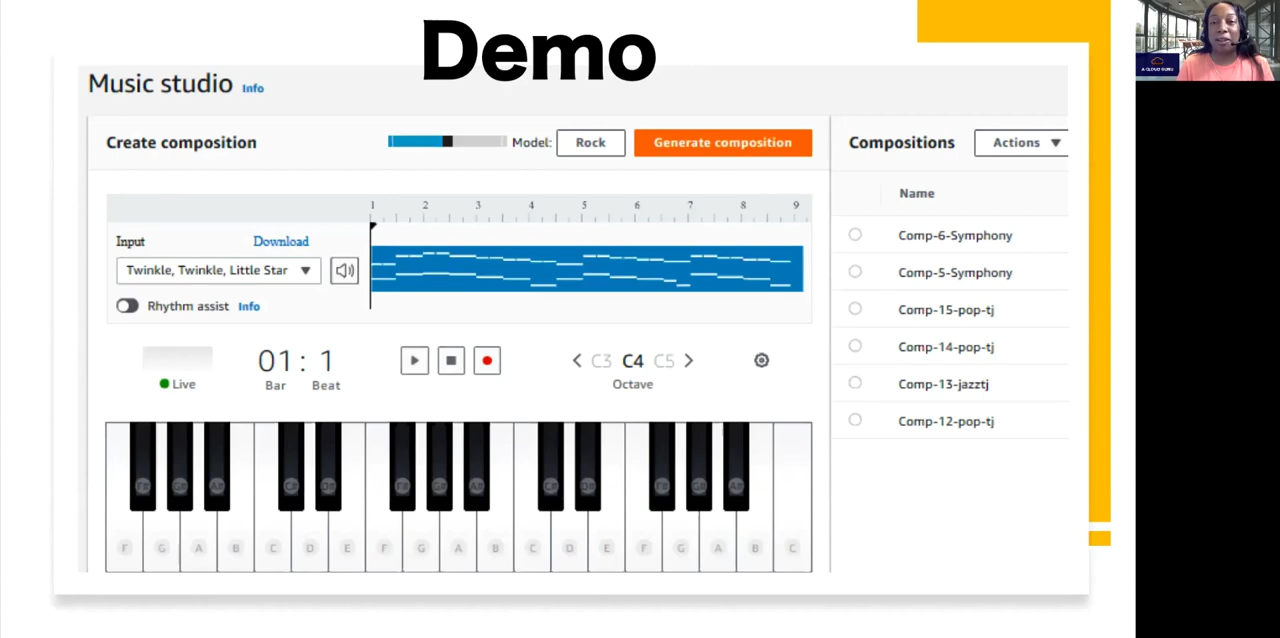 Demo
Music studio Info
Create composition
Model: Rock Generate composition
Compositions Actions
Name
1 2 3 4 5 6 7 8 9
Input Download
Twinkle, Twinkle, Little Star
Rhythm assist Info
Comp-6-Symphony
Comp-5-Symphony
Comp-15-pop-tj
Comp-14-pop-tj
Comp-13-jazztj
Comp-12-pop-tj
01 : 1
Bar Beat
Live
C3 C4 C5
Octave
F# G# A# C# D# F# G# A# C# D# F# G# A#
F G A B C D E F G A B C D E F G A B C
A CLOUD GURU